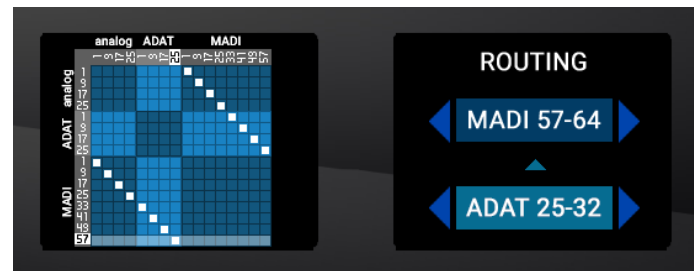 analog ADAT MADI
1 9 17 25 1 9 17 25 1 9 17 25 33 41 49 57
analog
1
9
17
25
ADAT
1
9
17
25
MADI
1
9
17
25
33
41
49
57
ROUTING
MADI 57-64
ADAT 25-32